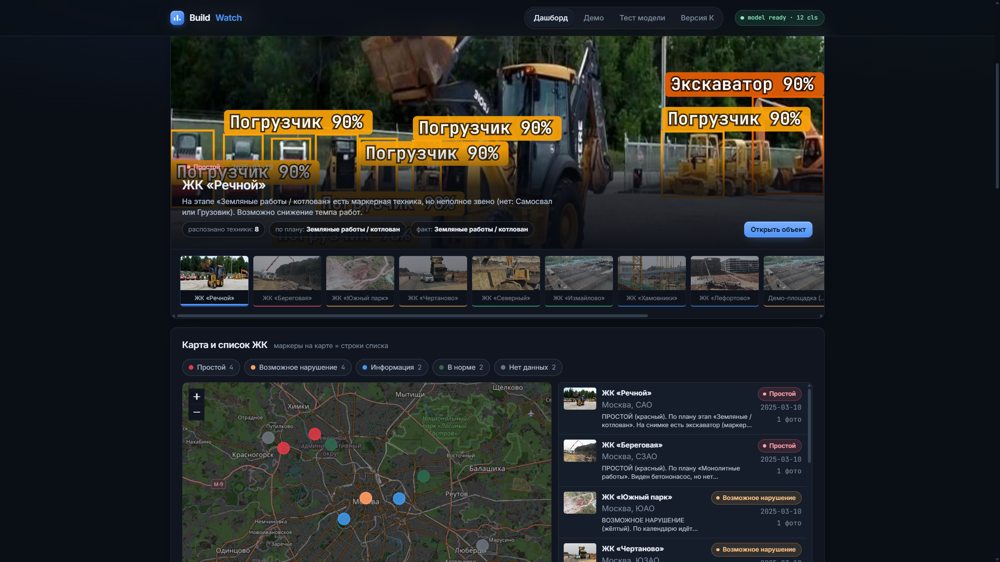 Build Watch
Дашборд
Демо
Тест модели
Версия К
model ready · 12 cls
Экскаватор 90%
Погрузчик 90%
Погрузчик 90%
Погрузчик 90%
Погрузчик 90%
DEERE
Погрузчик 90%
Простой
2025-03-10
ЖК «Речной»
Погрузчик 90%
На этапе «Земляные работы / котлован» есть маркерная техника, но неполное звено (нет: Самосвал
или Грузовик). Возможно снижение темпа работ.
Погрузчик 90%
распознано техники: 8
по плану: Земляные работы / котлован
факт: Земляные работы / котлован
Открыть объект
ЖК «Речной»
ЖК «Береговая»
ЖК «Южный парк»
ЖК «Чертаново»
ЖК «Северный»
ЖК «Измайлово»
ЖК «Хамовники»
ЖК «Лефортово»
Демо-площадка (...
Карта и список ЖК
маркеры на карте = строки списка
Простой 4
Возможное нарушение 4
Информация 2
В норме 2
Нет данных 2
+
−
Мытищи
Щёлково
Химки
Отрадное
Путилково
Национальный
парк «Лосиный
остров»
Нахабино
Северный
административный
округ
Красногорск
Восточный
Балашиха
М-9
Москва
Реутов
Немчиновка
Новоивановское
Заречье
Одинцово
Марусино
Люберцы
Котельники
ЖК «Речной»
Простой
Москва, САО
2025-03-10
1 фото
ПРОСТОЙ (красный). По плану этап «Земляные /
котлован». На снимке есть экскаватор (маркер...
ЖК «Береговая»
Простой
Москва, СЗАО
2025-03-10
1 фото
ПРОСТОЙ (красный). По плану «Монолитные
работы». Виден бетононасос, но нет...
ЖК «Южный парк»
Возможное нарушение
Москва, ЮАО
2025-03-10
1 фото
ВОЗМОЖНОЕ НАРУШЕНИЕ
(жёлтый). По календарю идёт...
ЖК «Чертаново»
Возможное нарушение
Москва, ЮЗАО
2025-03-10